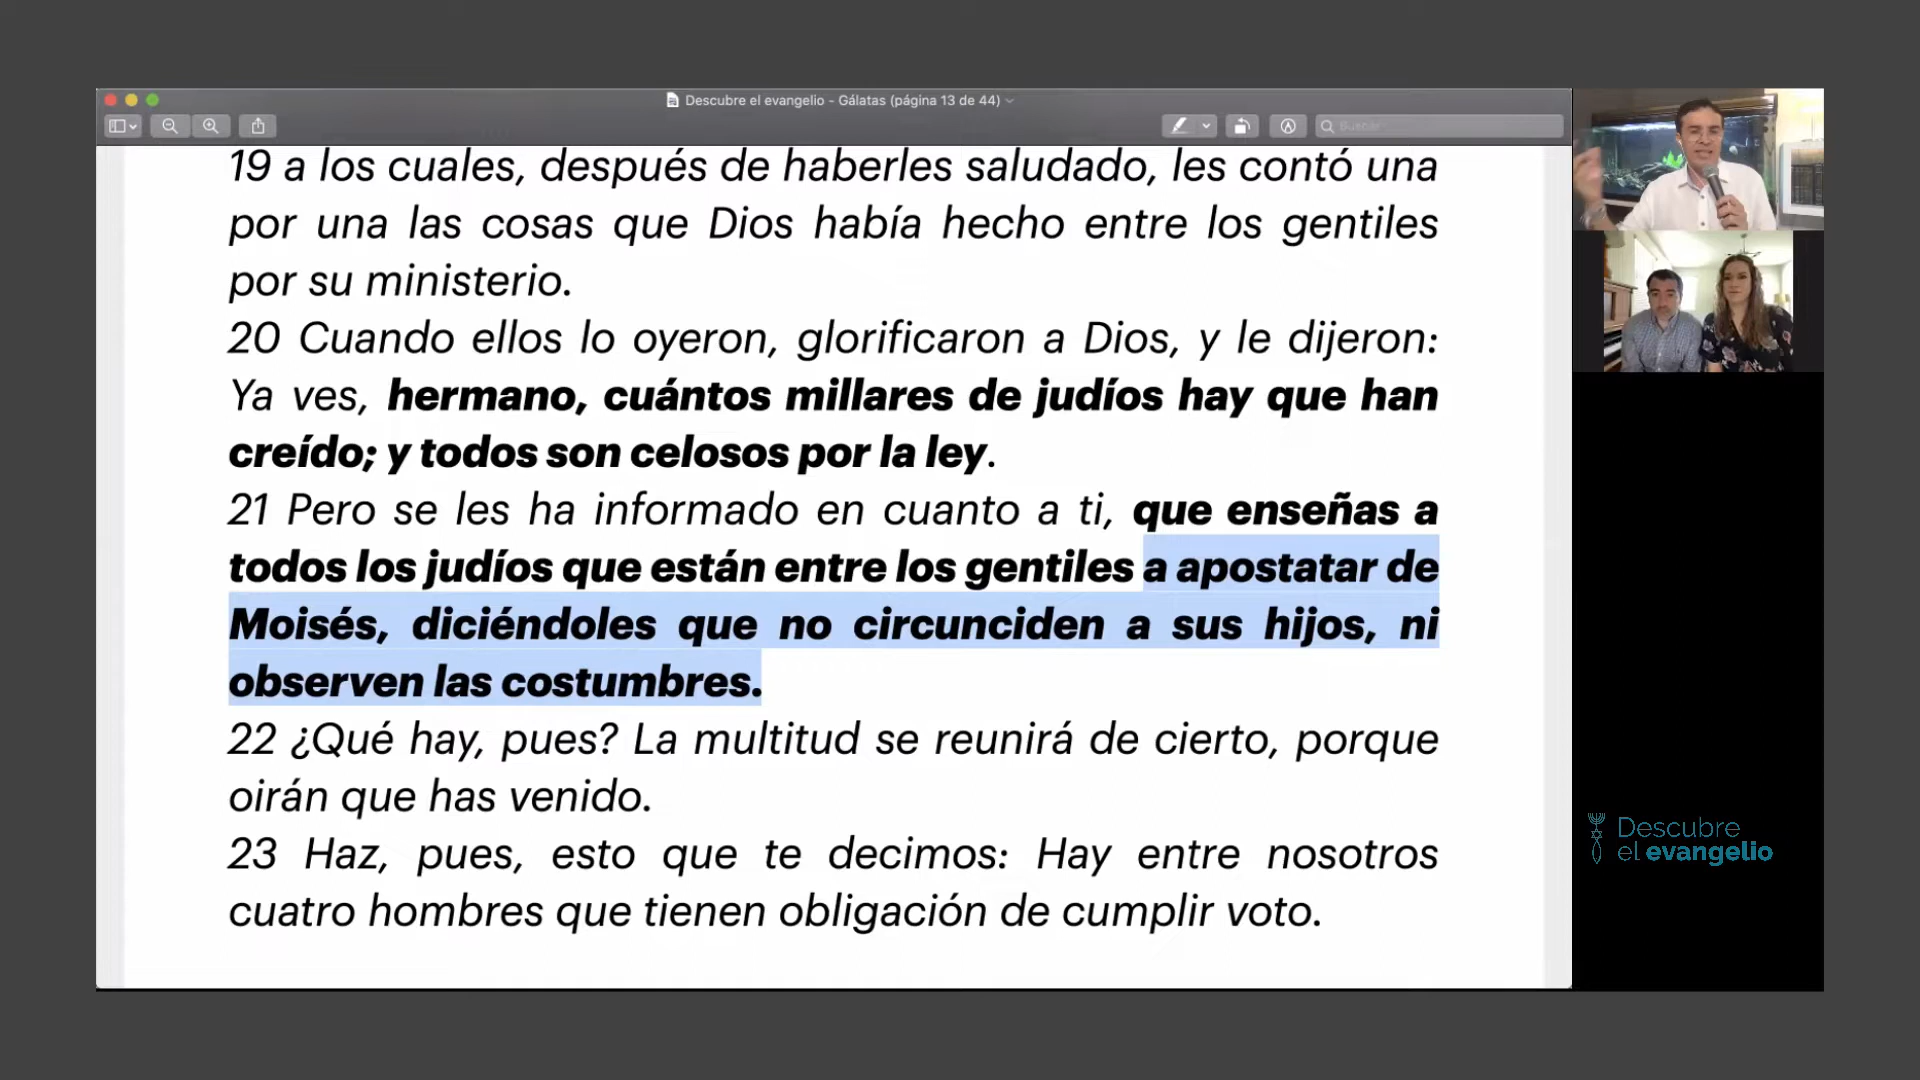 Descubre el evangelio - Gálatas (página 13 de 44)
Buscar
19 a los cuales, después de haberles saludado, les contó una
por una las cosas que Dios había hecho entre los gentiles
por su ministerio.
20 Cuando ellos lo oyeron, glorificaron a Dios, y le dijeron:
Ya ves, hermano, cuántos millares de judíos hay que han
creído; y todos son celosos por la ley.
21 Pero se les ha informado en cuanto a ti, que enseñas a
todos los judíos que están entre los gentiles a apostatar de
Moisés, diciéndoles que no circunciden a sus hijos, ni
observen las costumbres.
22 ¿Qué hay, pues? La multitud se reunirá de cierto, porque
oirán que has venido.
23 Haz, pues, esto que te decimos: Hay entre nosotros
cuatro hombres que tienen obligación de cumplir voto.
Descubre
el evangelio